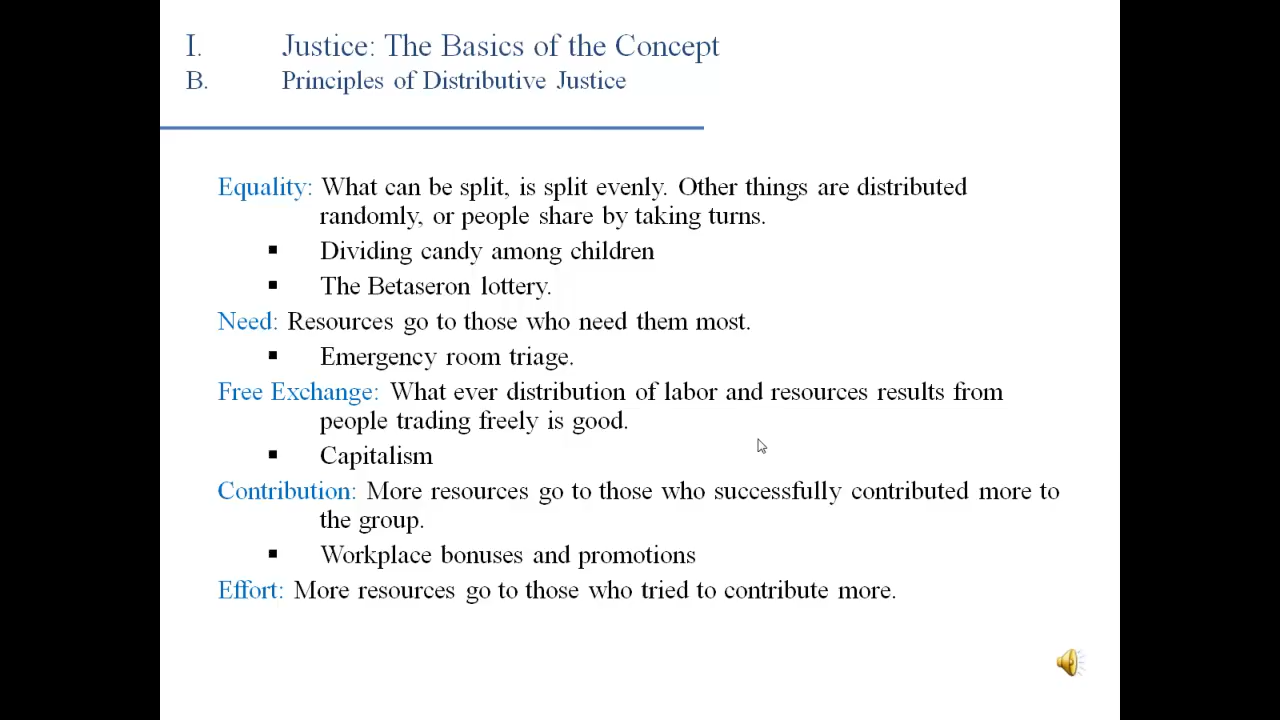 I. Justice: The Basics of the Concept
B. Principles of Distributive Justice
Equality: What can be split, is split evenly. Other things are distributed
randomly, or people share by taking turns.
▪ Dividing candy among children
▪ The Betaseron lottery.
Need: Resources go to those who need them most.
▪ Emergency room triage.
Free Exchange: What ever distribution of labor and resources results from
people trading freely is good.
▪ Capitalism
Contribution: More resources go to those who successfully contributed more to
the group.
▪ Workplace bonuses and promotions
Effort: More resources go to those who tried to contribute more.